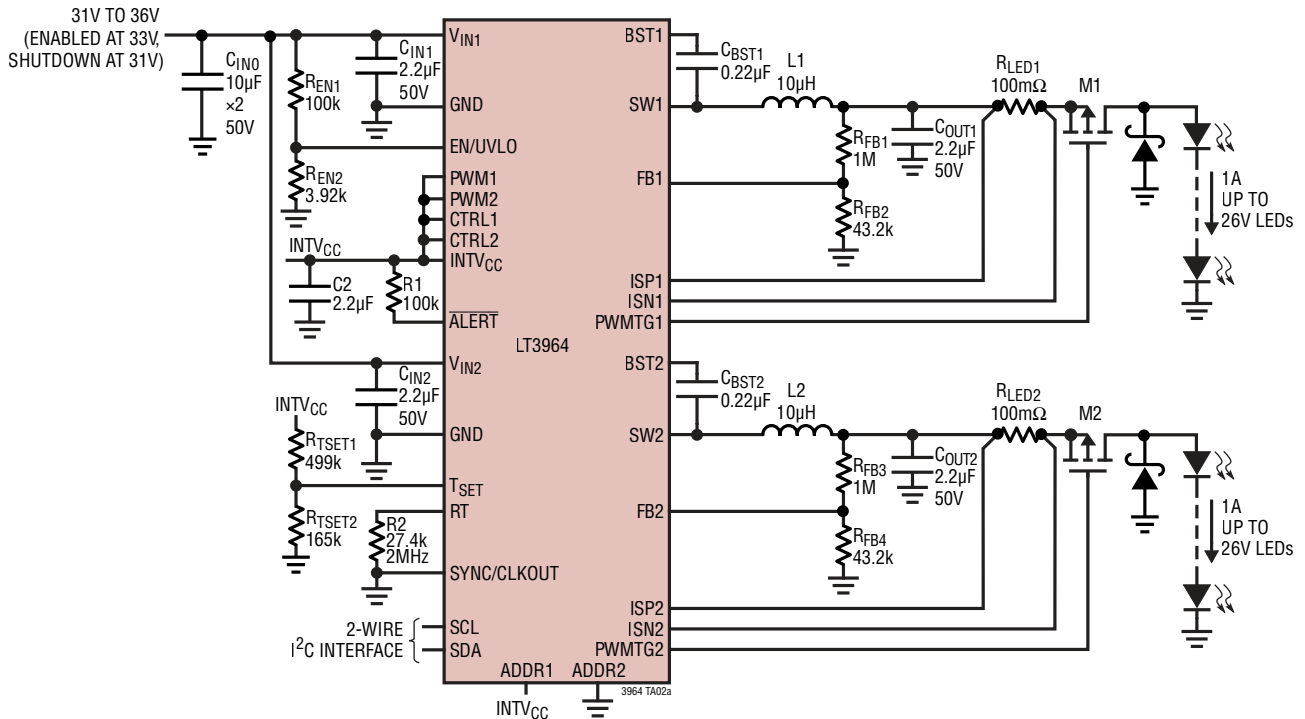 31V TO 36V
(ENABLED AT 33V,
SHUTDOWN AT 31V)
CIN0
10µF
×2
50V
REN1
100k
REN2
3.92k
CIN1
2.2µF
50V
INTVCC
C2
2.2µF
R1
100k
CIN2
2.2µF
50V
INTVCC
RTSET1
499k
RTSET2
165k
R2
27.4k
2MHz
2-WIRE
I2C INTERFACE
VIN1
GND
EN/UVLO
PWM1
PWM2
CTRL1
CTRL2
INTVCC
ALERT
LT3964
VIN2
GND
TSET
RT
SYNC/CLKOUT
SCL
SDA
ADDR1
ADDR2
INTVCC
3964 TA02a
BST1
SW1
FB1
ISP1
ISN1
PWMTG1
BST2
SW2
FB2
ISP2
ISN2
PWMTG2
CBST1
0.22µF
L1
10µH
RFB1
1M
RFB2
43.2k
COUT1
2.2µF
50V
RLED1
100mΩ
M1
1A
UP TO
26V LEDs
CBST2
0.22µF
L2
10µH
RFB3
1M
RFB4
43.2k
COUT2
2.2µF
50V
RLED2
100mΩ
M2
1A
UP TO
26V LEDs